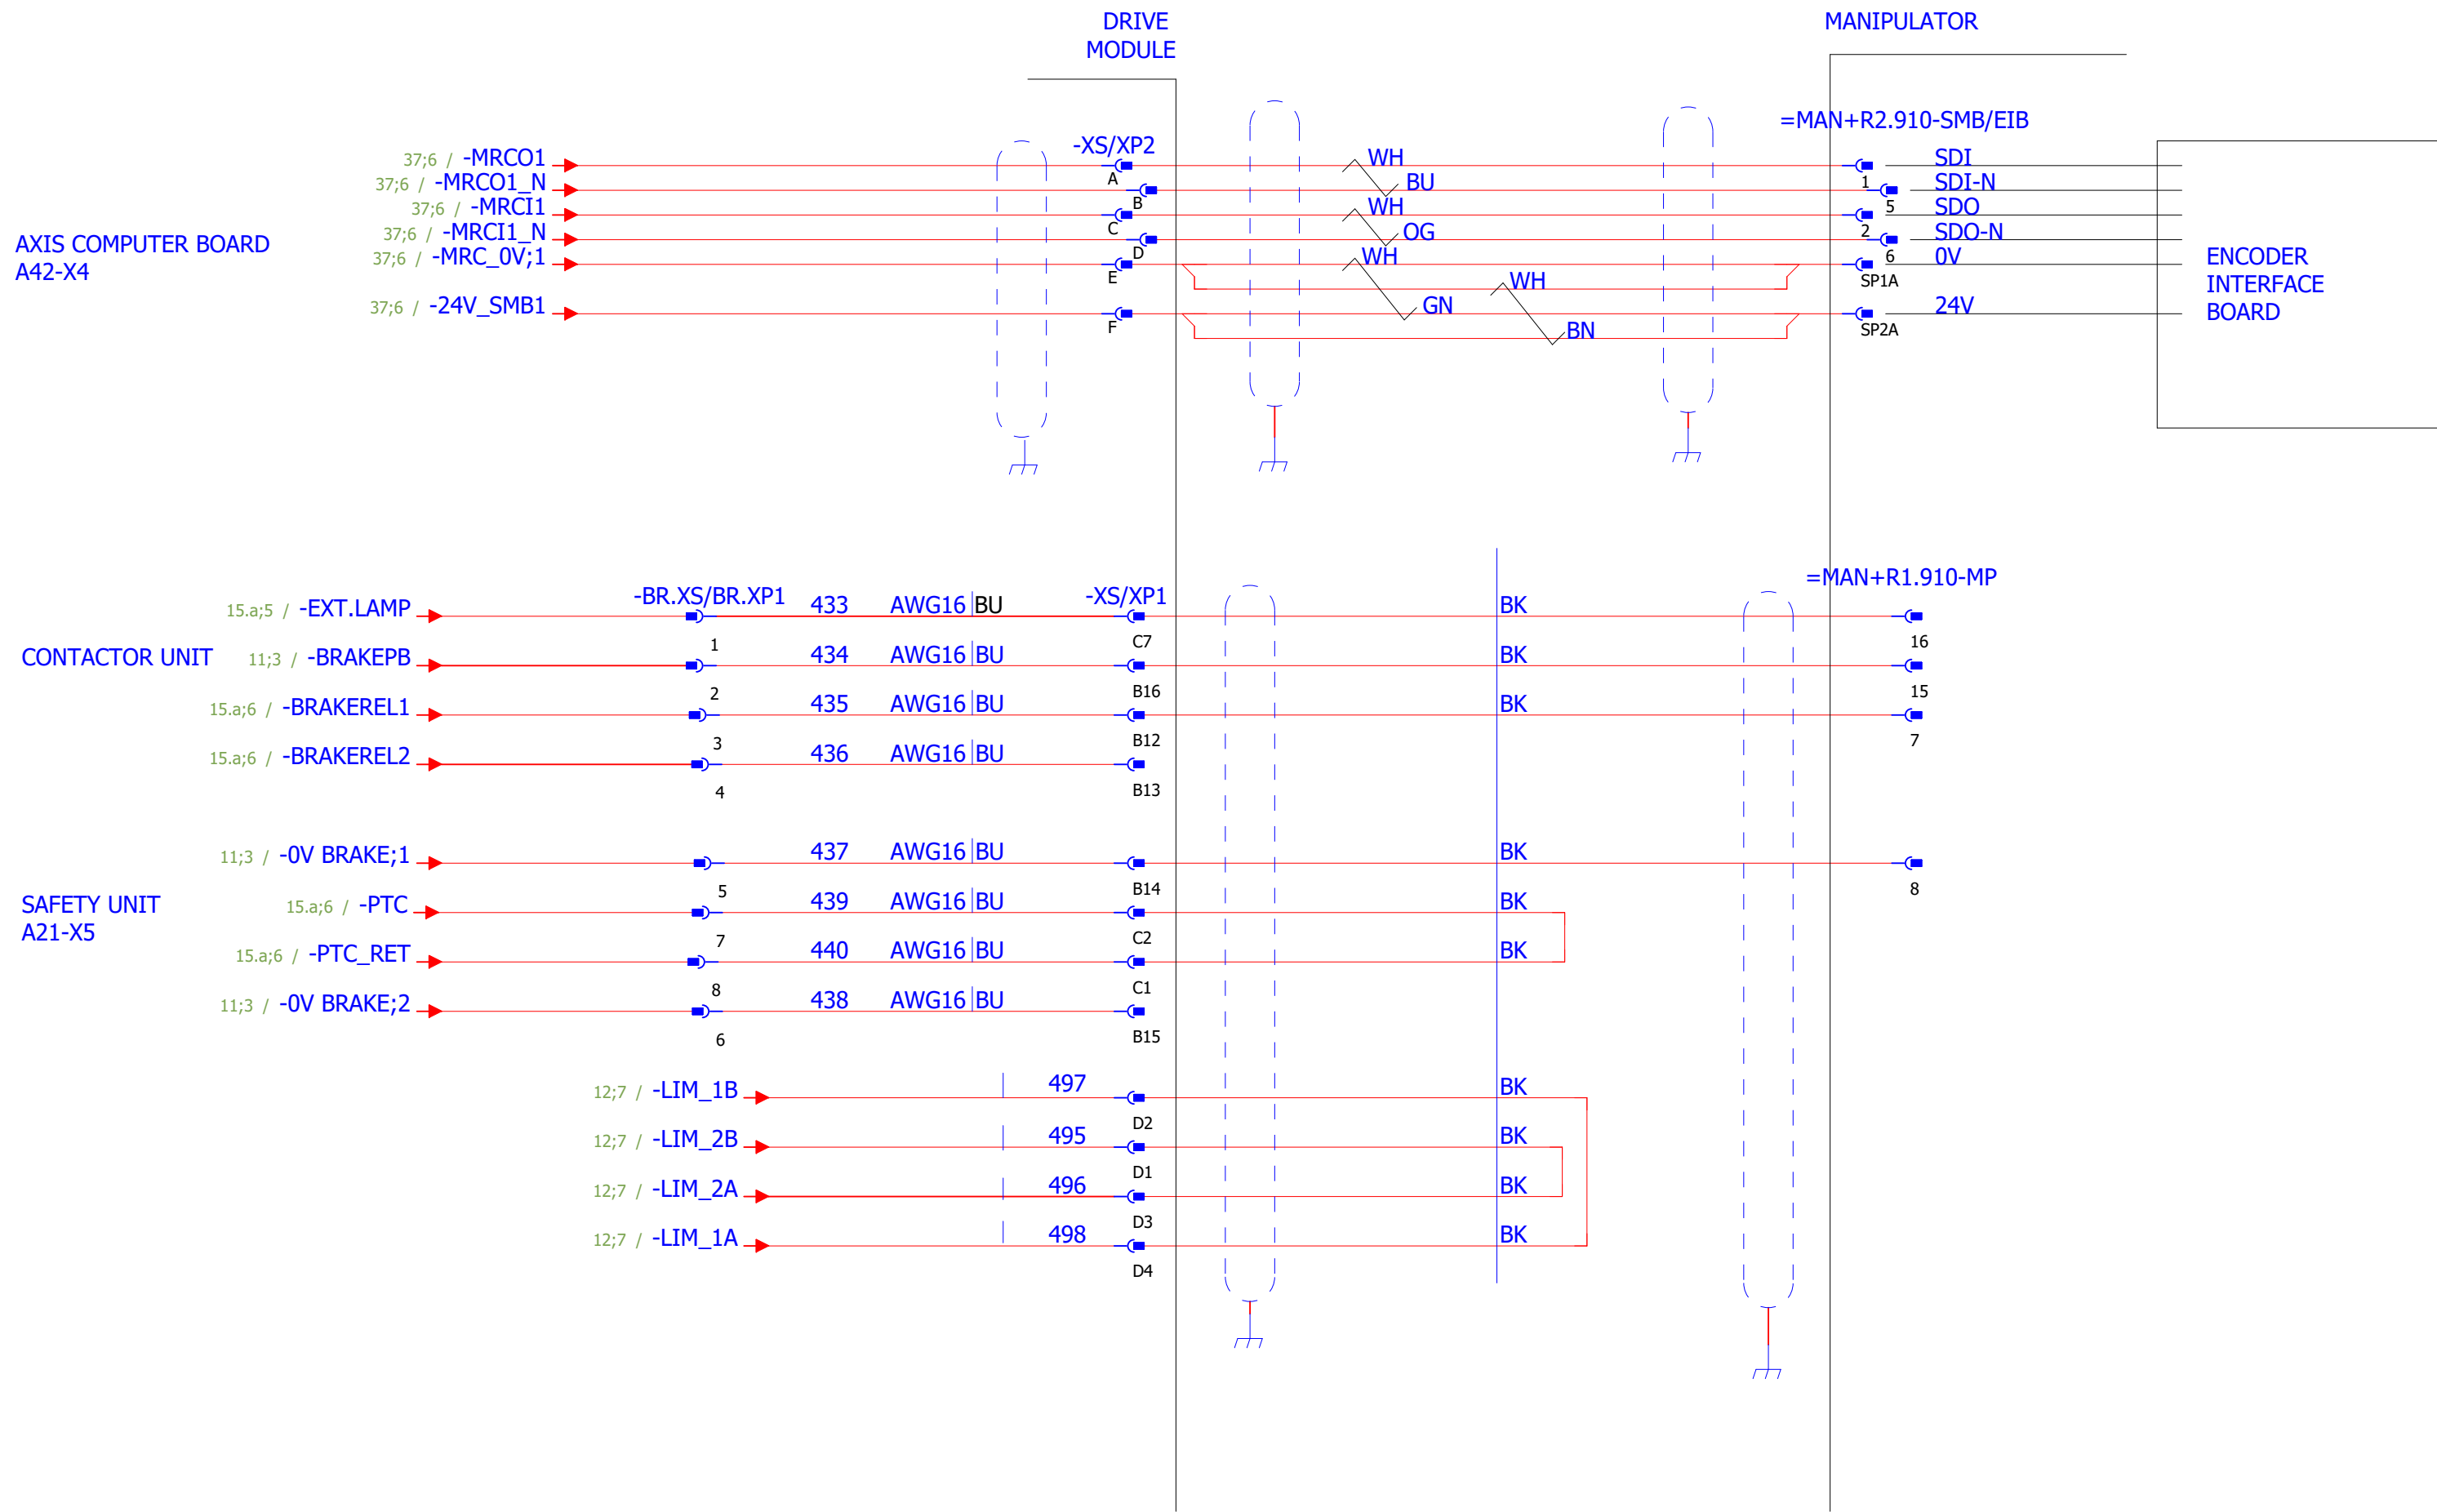 DRIVE
MODULE
MANIPULATOR
=MAN+R2.910-SMB/EIB
-XS/XP2
37;6 / -MRCO1
A
WH
1
SDI
37;6 / -MRCO1_N
B
BU
5
SDI-N
37;6 / -MRCI1
C
WH
2
SDO
37;6 / -MRCI1_N
D
OG
6
SDO-N
AXIS COMPUTER BOARD
A42-X4
37;6 / -MRC_0V;1
E
WH
WH
SP1A
0V
37;6 / -24V_SMB1
F
GN
BN
SP2A
24V
ENCODER
INTERFACE
BOARD
=MAN+R1.910-MP
-BR.XS/BR.XP1
-XS/XP1
15.a;5 / -EXT.LAMP
1
433 AWG16 BU
C7
BK
16
CONTACTOR UNIT
11;3 / -BRAKEPB
2
434 AWG16 BU
B16
BK
15
15.a;6 / -BRAKEREL1
3
435 AWG16 BU
B12
BK
7
15.a;6 / -BRAKEREL2
4
436 AWG16 BU
B13
11;3 / -0V BRAKE;1
5
437 AWG16 BU
B14
BK
8
SAFETY UNIT
A21-X5
15.a;6 / -PTC
7
439 AWG16 BU
C2
BK
15.a;6 / -PTC_RET
8
440 AWG16 BU
C1
BK
11;3 / -0V BRAKE;2
6
438 AWG16 BU
B15
12;7 / -LIM_1B
497
D2
BK
12;7 / -LIM_2B
495
D1
BK
12;7 / -LIM_2A
496
D3
BK
12;7 / -LIM_1A
498
D4
BK